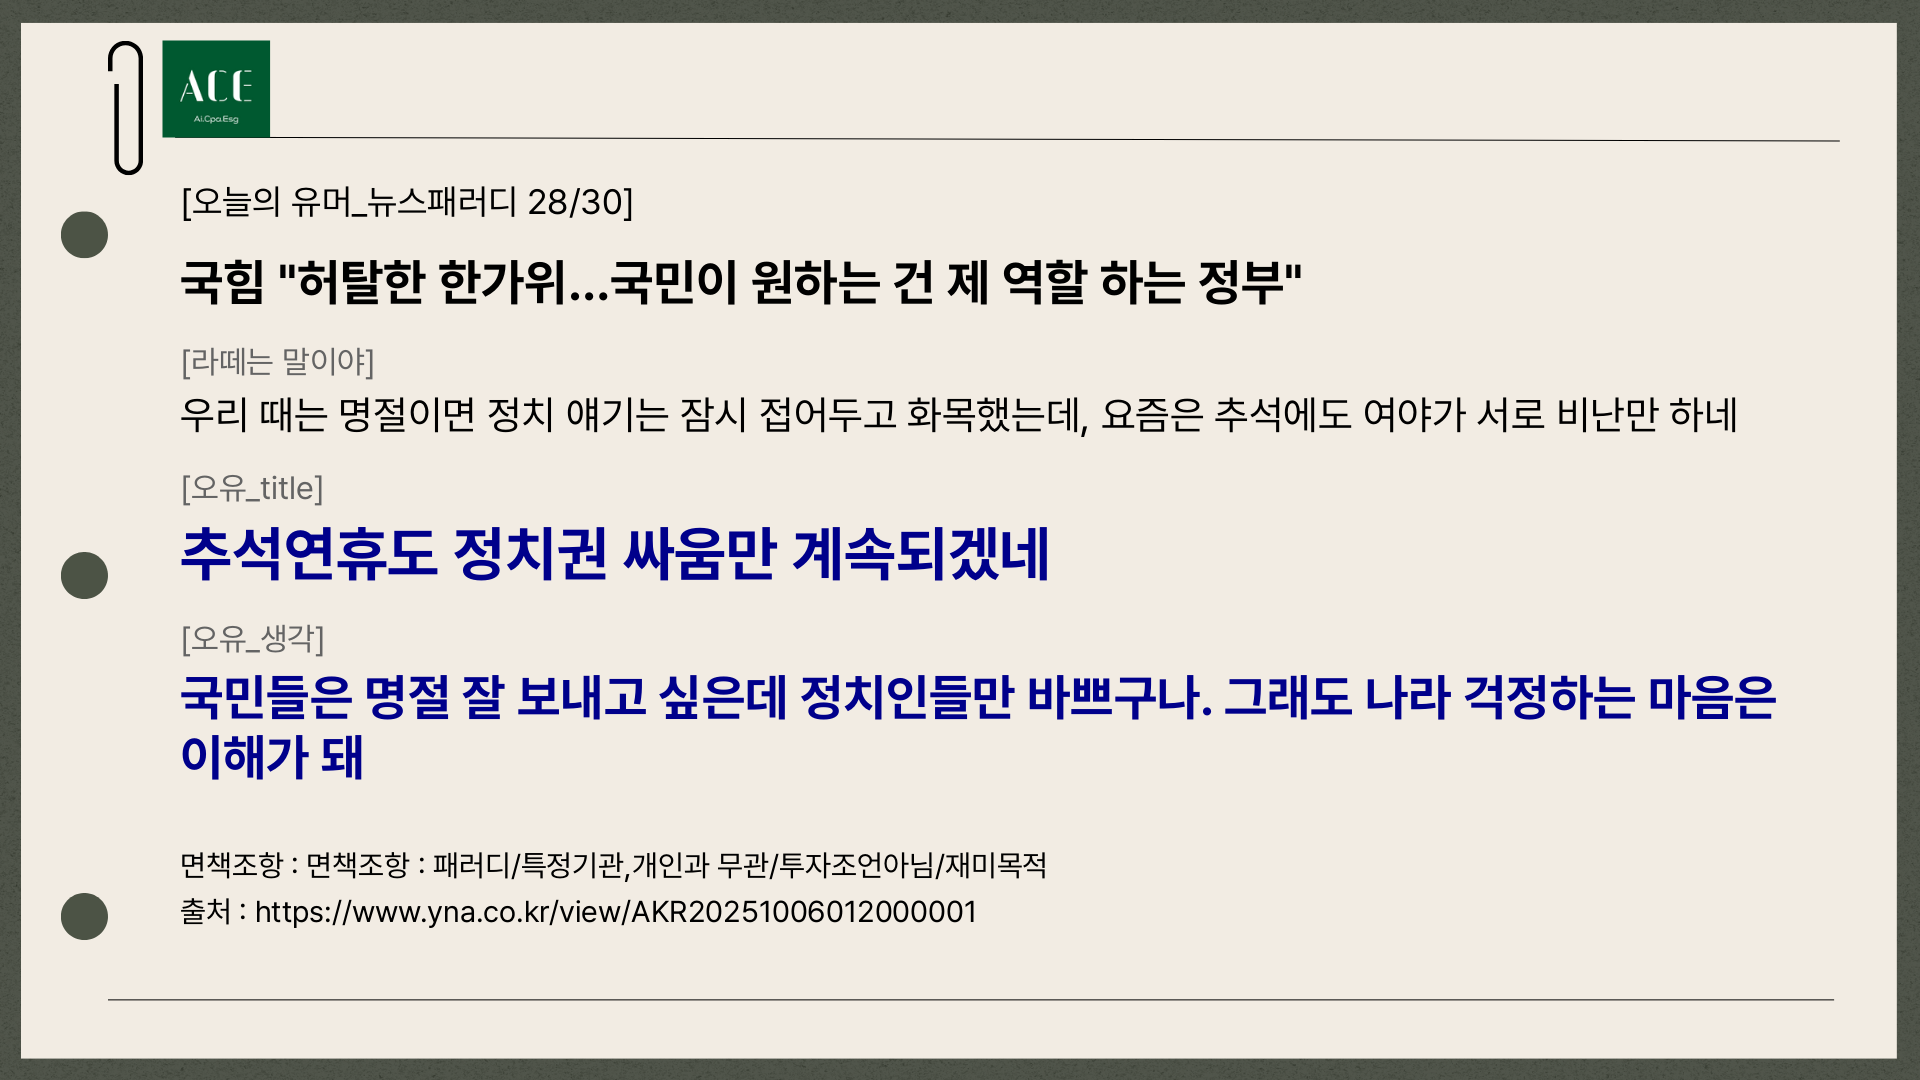 ACE
Ai.Cpa.Esg
[오늘의 유머_뉴스패러디 28/30]
국힘 "허탈한 한가위...국민이 원하는 건 제 역할 하는 정부"
[라떼는 말이야]
우리 때는 명절이면 정치 얘기는 잠시 접어두고 화목했는데, 요즘은 추석에도 여야가 서로 비난만 하네
[오유_title]
추석연휴도 정치권 싸움만 계속되겠네
[오유_생각]
국민들은 명절 잘 보내고 싶은데 정치인들만 바쁘구나. 그래도 나라 걱정하는 마음은
이해가 돼
면책조항 : 면책조항 : 패러디/특정기관,개인과 무관/투자조언아님/재미목적
출처 : https://www.yna.co.kr/view/AKR20251006012000001